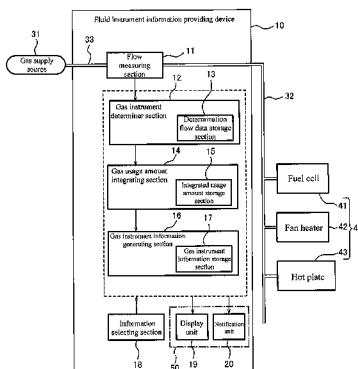 Fluid instrument information providing device
10
31
33
11
Gas supply
source
Flow
measuring
section
12
13
32
Gas instrument
determiner section
Determination
flow data storage
section
14
15
Gas usage amount
integrating section
Integrated usage
amount storage
section
Fuel cell
41
16
17
Gas instrument information
generating section
Gas instrument
information storage
section
Fan heater
42
4
43
Hot plate
Information
selecting section
Display
unit
Notification
unit
18
50
19
20